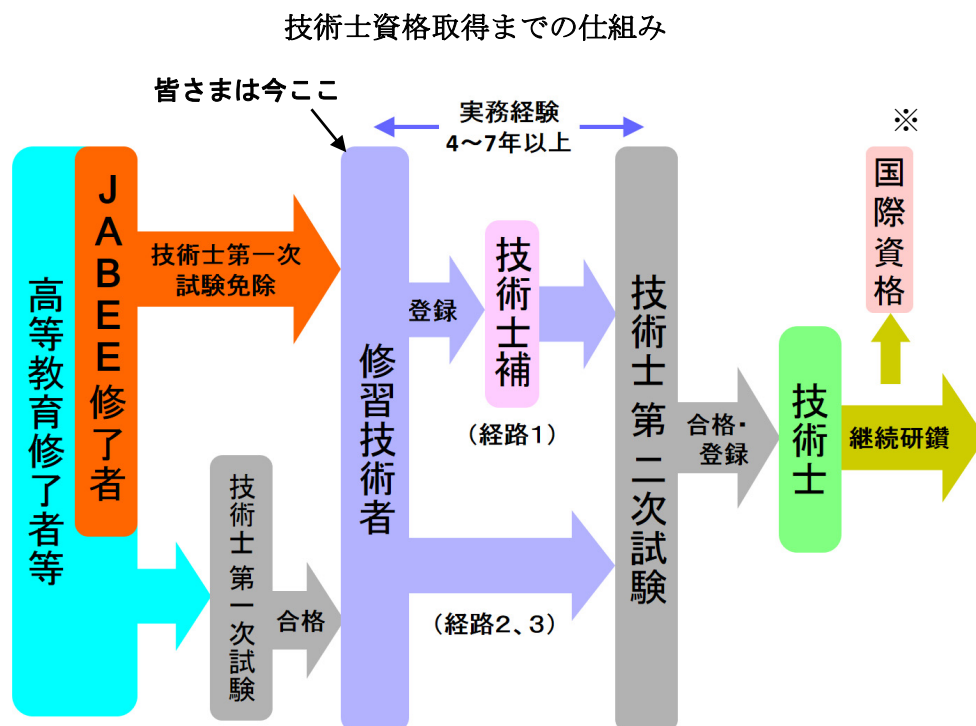 技術士資格取得までの仕組み
皆さまは今ここ
実務経験
4～7年以上
※
国際資格
JABEE修了者
技術士第一次
試験免除
高等教育修了者等
登録
技術士補
修習技術者
技術士 第二次試験
(経路1)
合格・
登録
技術士
継続研鑽
技術士 第一次試験
合格
(経路2、3)